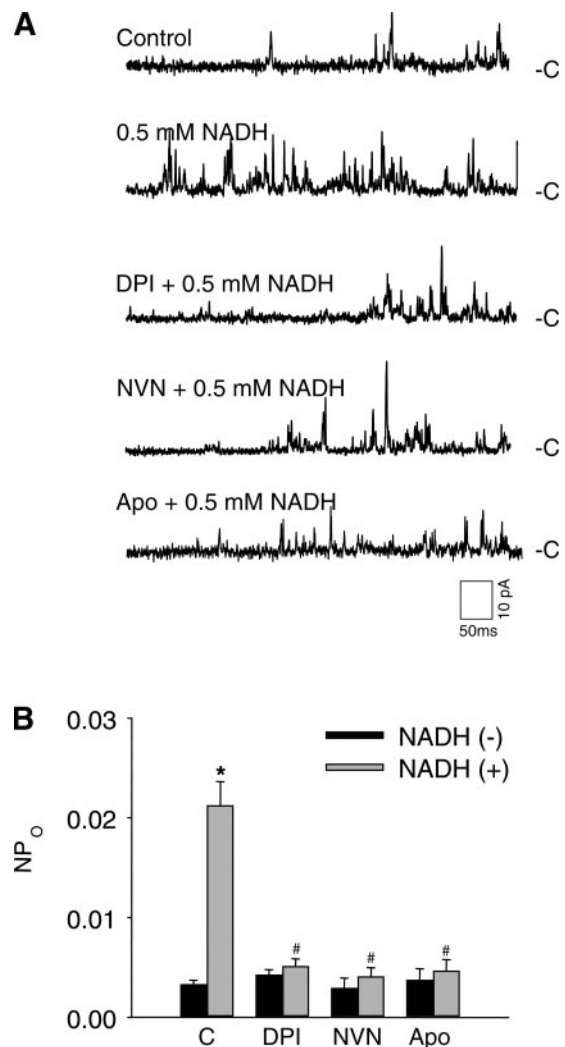 A
Control
-C
0.5 mM NADH
-C
DPI + 0.5 mM NADH
-C
NVN + 0.5 mM NADH
-C
Apo + 0.5 mM NADH
-C
10 pA
50ms
B
0.03
0.02
0.01
0.00
NPO
NADH (-)
NADH (+)
*
#
#
#
C DPI NVN Apo